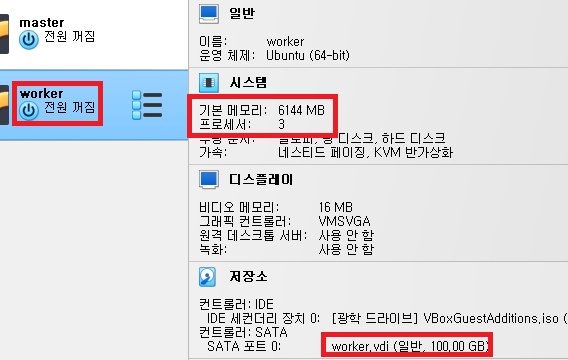 master
전원 꺼짐
worker
전원 꺼짐
일반
이름: worker
운영 체제: Ubuntu (64-bit)
시스템
기본 메모리: 6144 MB
프로세서: 3
부팅 순서: 플로피, 광 디스크, 하드 디스크
가속: 네스티드 페이징, KVM 반가상화
디스플레이
비디오 메모리: 16 MB
그래픽 컨트롤러: VMSVGA
원격 데스크톱 서버: 사용 안 함
녹화: 사용 안 함
저장소
컨트롤러: IDE
IDE 세컨더리 장치 0: [광학 드라이브] VBoxGuestAdditions.iso (
컨트롤러: SATA
SATA 포트 0: worker.vdi (일반, 100.00 GB)